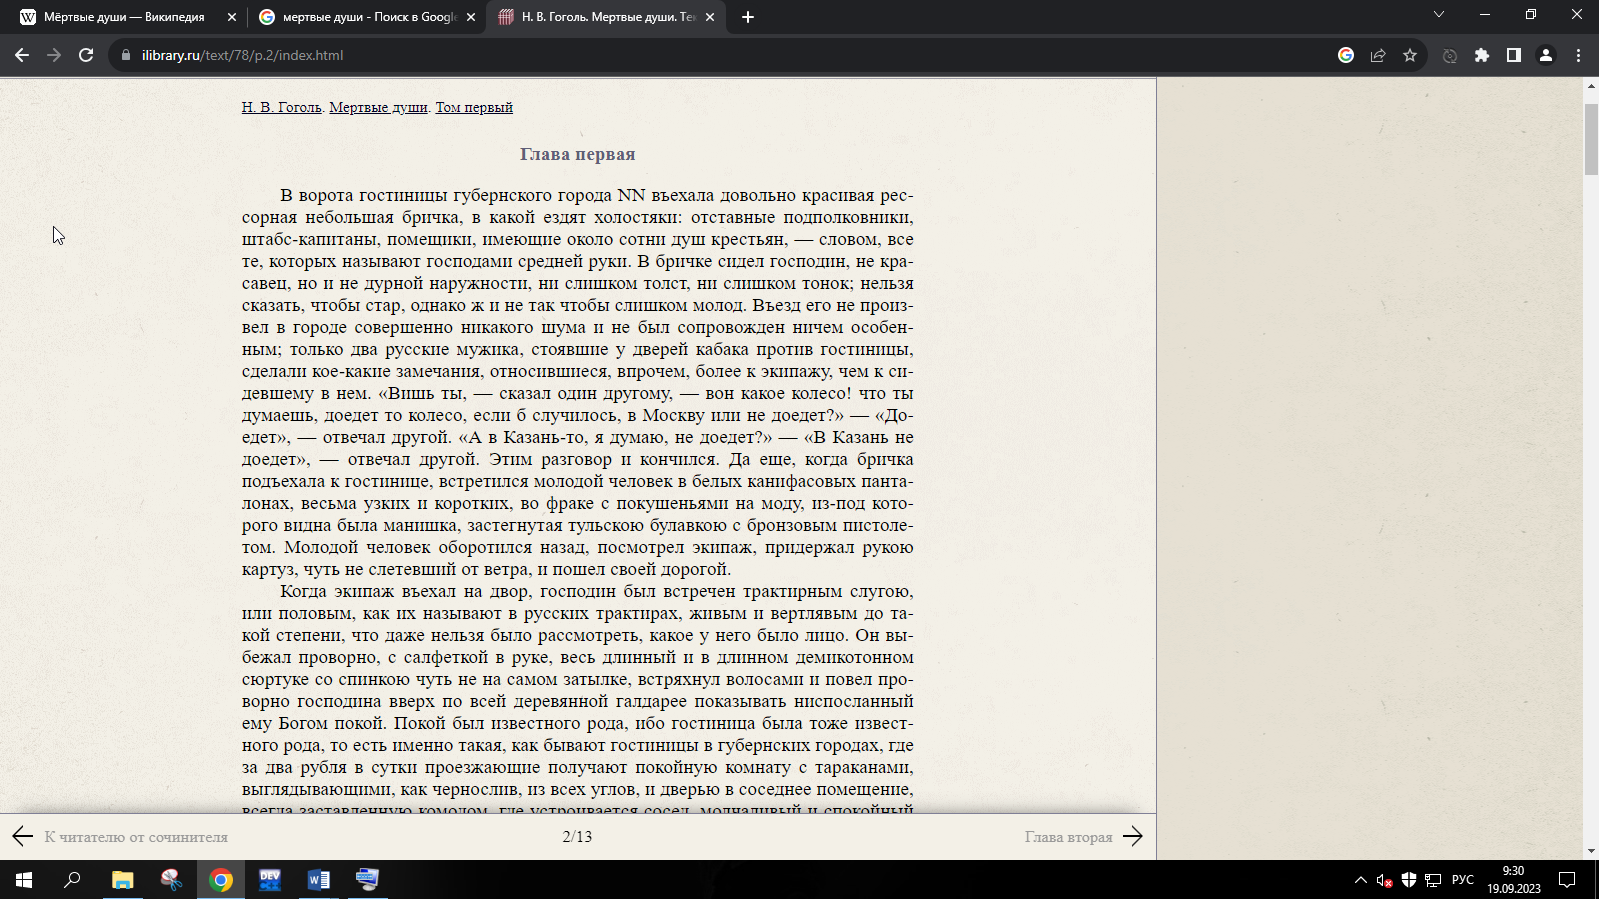 Мёртвые души — Википедия
мертвые души - Поиск в Google
Н. В. Гоголь. Мертвые души. Тек
ilibrary.ru/text/78/p.2/index.html
Н. В. Гоголь. Мертвые души. Том первый
Глава первая
В ворота гостиницы губернского города NN въехала довольно красивая рес-
сорная небольшая бричка, в какой ездят холостяки: отставные подполковники,
штабс-капитаны, помещики, имеющие около сотни душ крестьян, — словом, все
те, которых называют господами средней руки. В бричке сидел господин, не кра-
савец, но и не дурной наружности, ни слишком толст, ни слишком тонок; нельзя
сказать, чтобы стар, однако ж и не так чтобы слишком молод. Въезд его не произ-
вел в городе совершенно никакого шума и не был сопровожден ничем особен-
ным; только два русские мужика, стоявшие у дверей кабака против гостиницы,
сделали кое-какие замечания, относившиеся, впрочем, более к экипажу, чем к си-
девшему в нем. «Вишь ты, — сказал один другому, — вон какое колесо! что ты
думаешь, доедет то колесо, если б случилось, в Москву или не доедет?» — «До-
едет», — отвечал другой. «А в Казань-то, я думаю, не доедет?» — «В Казань не
доедет», — отвечал другой. Этим разговор и кончился. Да еще, когда бричка
подъехала к гостинице, встретился молодой человек в белых канифасовых панта-
лонах, весьма узких и коротких, во фраке с покушеньями на моду, из-под кото-
рого видна была манишка, застегнутая тульскою булавкою с бронзовым пистоле-
том. Молодой человек оборотился назад, посмотрел экипаж, придержал рукою
картуз, чуть не слетевший от ветра, и пошел своей дорогой.
Когда экипаж въехал на двор, господин был встречен трактирным слугою,
или половым, как их называют в русских трактирах, живым и вертлявым до та-
кой степени, что даже нельзя было рассмотреть, какое у него было лицо. Он вы-
бежал проворно, с салфеткой в руке, весь длинный и в длинном демикотонном
сюртуке со спинкою чуть не на самом затылке, встряхнул волосами и повел про-
ворно господина вверх по всей деревянной галдарее показывать ниспосланный
ему Богом покой. Покой был известного рода, ибо гостиница была тоже извест-
ного рода, то есть именно такая, как бывают гостиницы в губернских городах, где
за два рубля в сутки проезжающие получают покойную комнату с тараканами,
выглядывающими, как чернослив, из всех углов, и дверью в соседнее помещение,
всегда заставленную комодом, где устроивается сосед, молчаливый и спокойный
К читателю от сочинителя
2/13
Глава вторая
DEV
РУС
9:30
19.09.2023